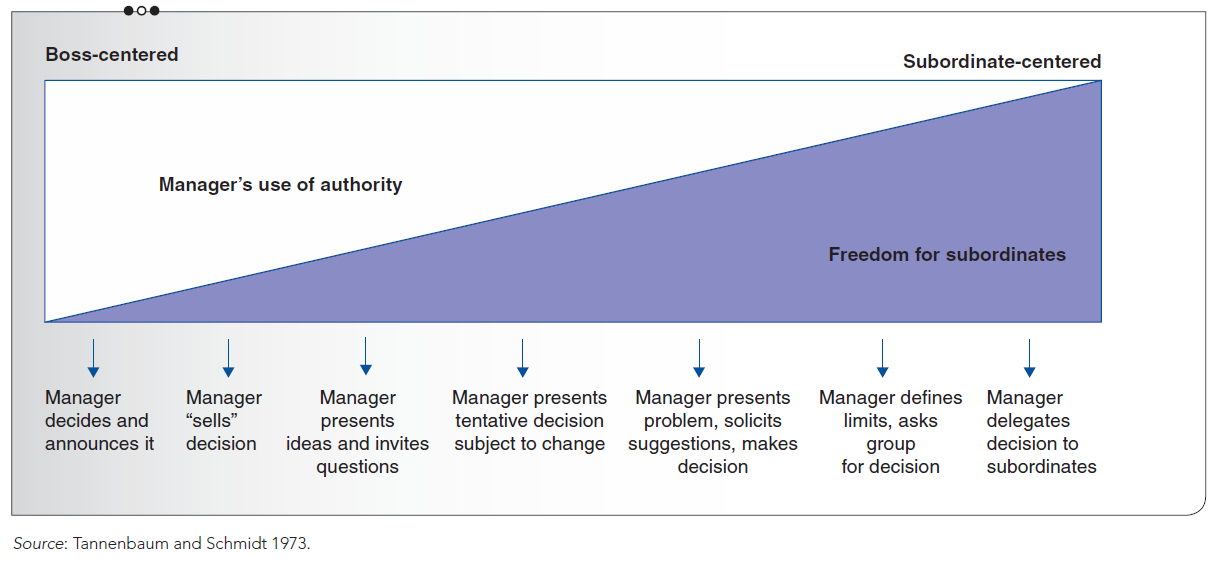 Boss-centered
Subordinate-centered
Manager’s use of authority
Freedom for subordinates
Manager
decides and
announces it
Manager
“sells”
decision
Manager
presents
ideas and invites
questions
Manager presents
tentative decision
subject to change
Manager presents
problem, solicits
suggestions, makes
decision
Manager defines
limits, asks
group
for decision
Manager
delegates
decision to
subordinates
Source: Tannenbaum and Schmidt 1973.